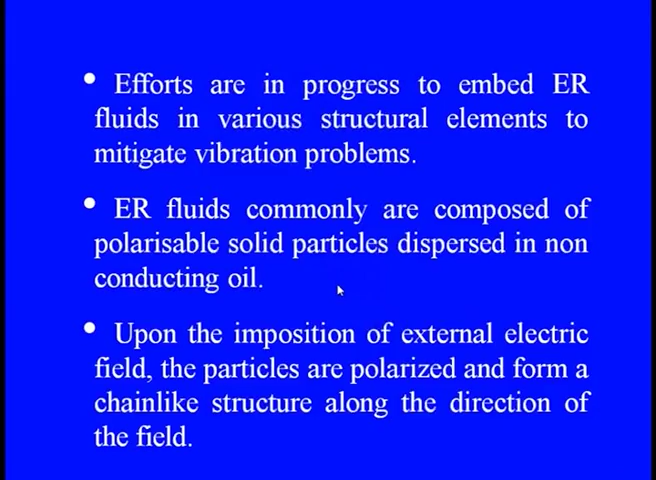 • Efforts are in progress to embed ER
fluids in various structural elements to
mitigate vibration problems.
• ER fluids commonly are composed of
polarisable solid particles dispersed in non
conducting oil.
• Upon the imposition of external electric
field, the particles are polarized and form a
chainlike structure along the direction of
the field.